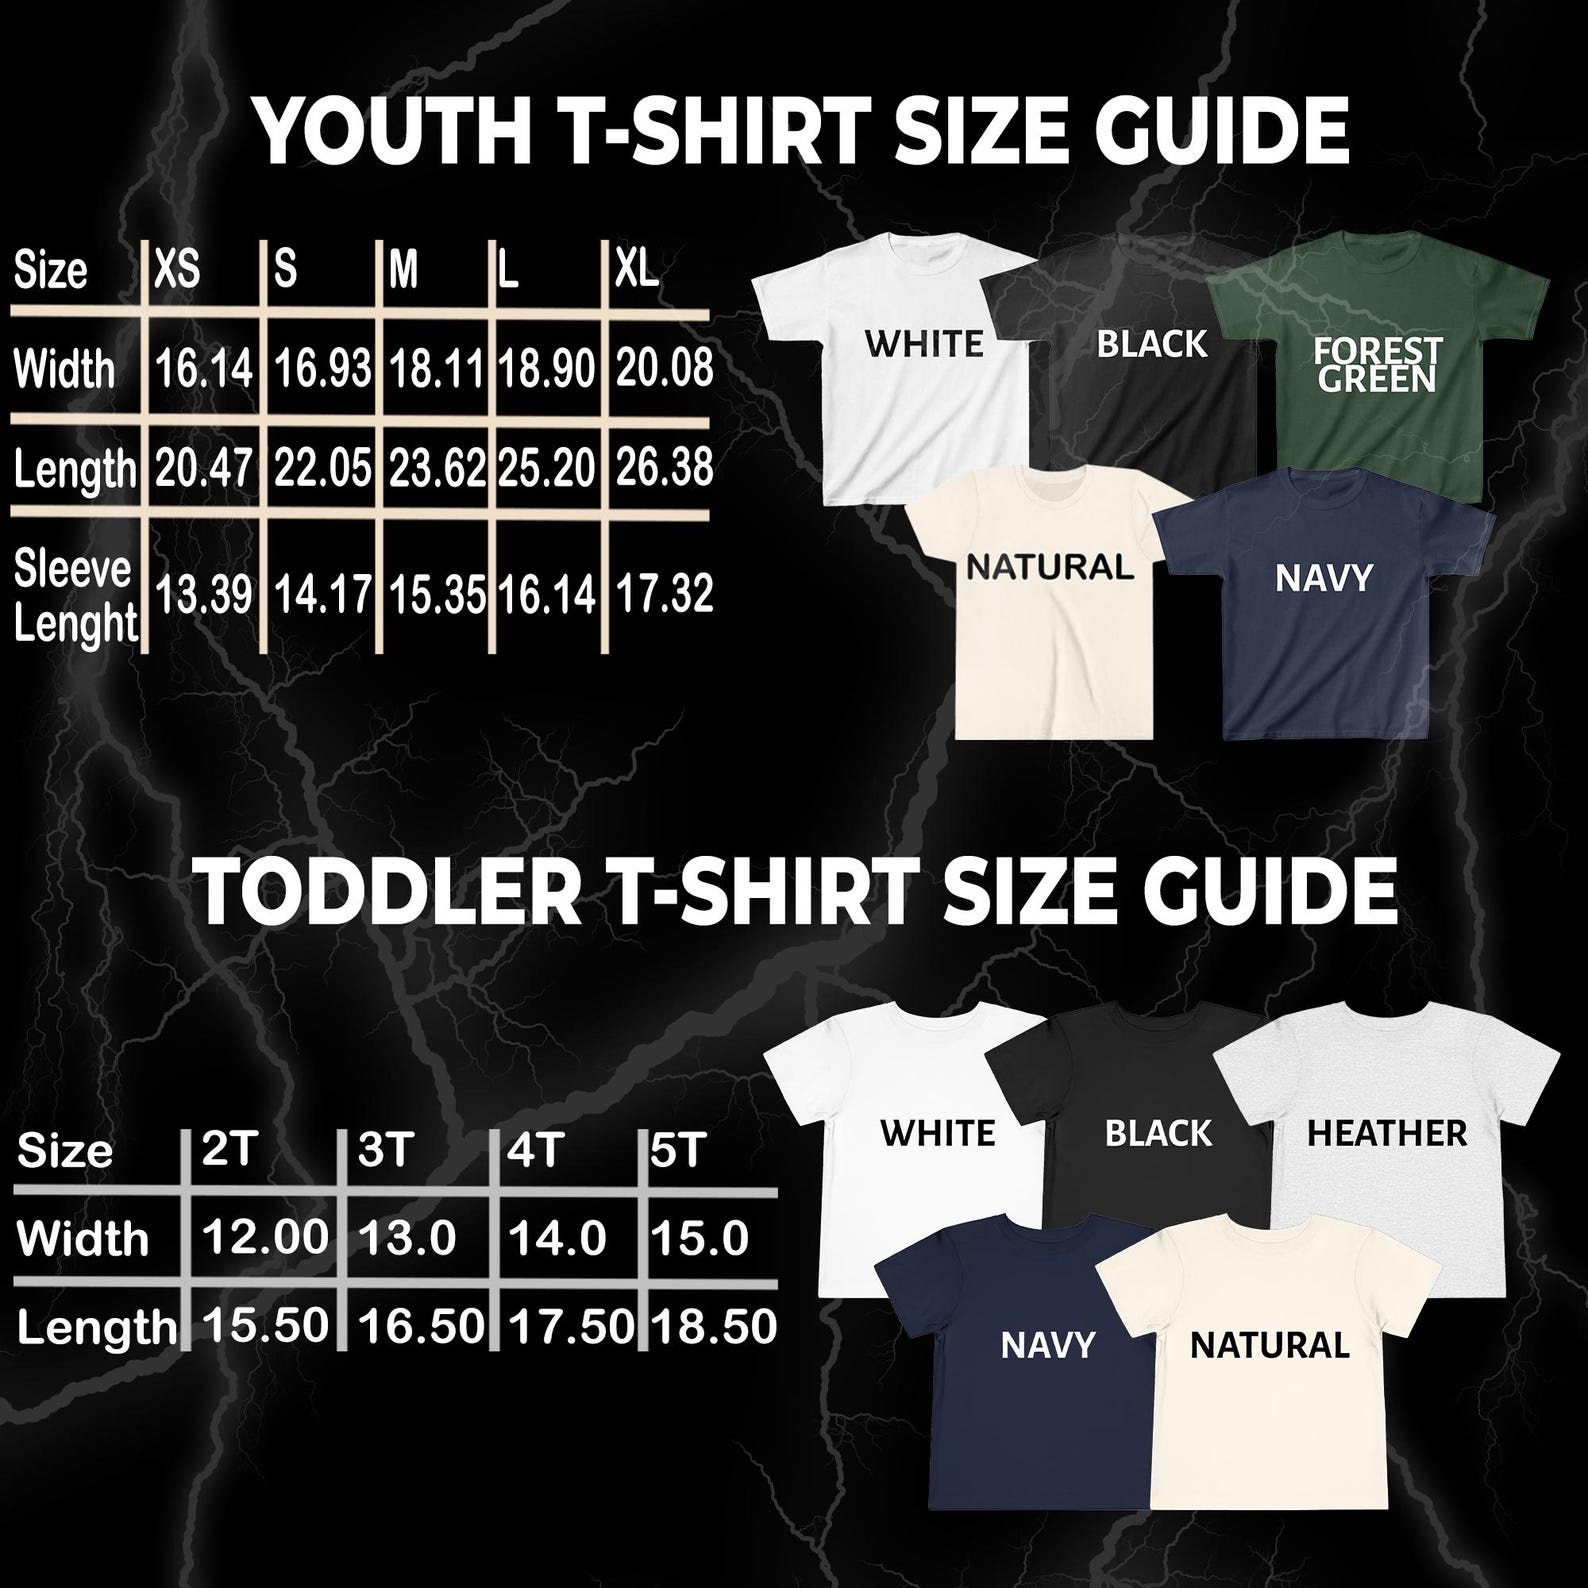 YOUTH T-SHIRT SIZE GUIDE
Size XS S M L XL
Width 16.14 16.93 18.11 18.90 20.08
Length 20.47 22.05 23.62 25.20 26.38
Sleeve
Lenght 13.39 14.17 15.35 16.14 17.32
WHITE
BLACK
FOREST
GREEN
NATURAL
NAVY
TODDLER T-SHIRT SIZE GUIDE
Size 2T 3T 4T 5T
Width 12.00 13.0 14.0 15.0
Length 15.50 16.50 17.50 18.50
WHITE
BLACK
HEATHER
NAVY
NATURAL